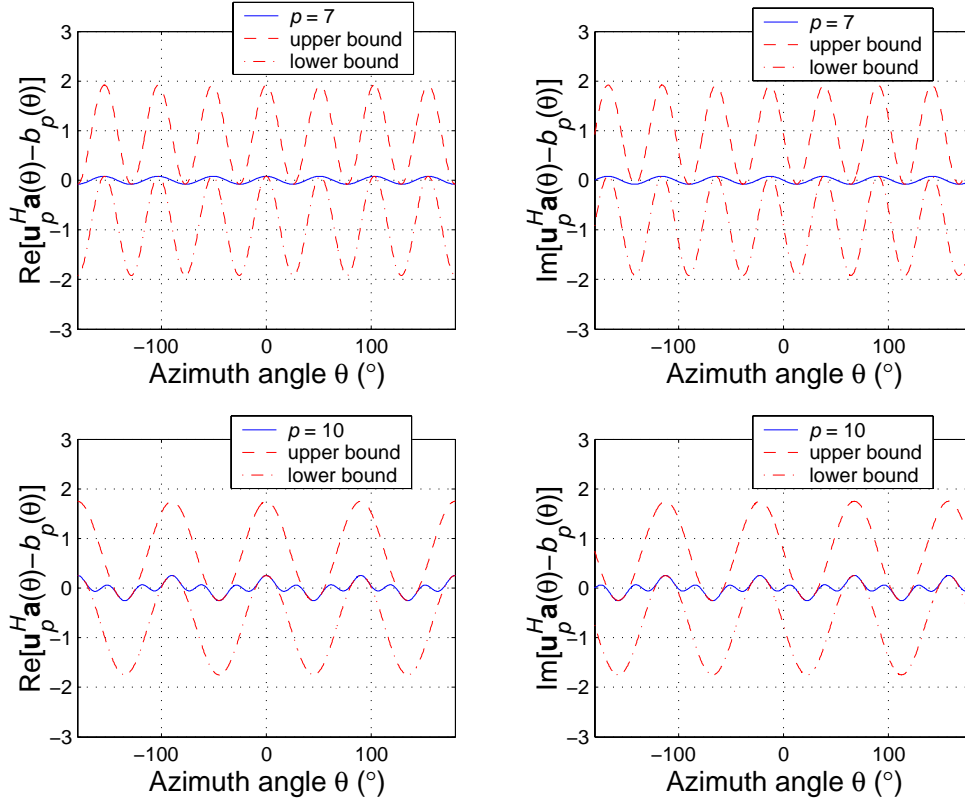 p = 7
upper bound
lower bound
3
2
1
0
−1
−2
−3
−100
0
100
Re[u_p^H a(θ)−b_p(θ)]
Azimuth angle θ (°)
p = 7
upper bound
lower bound
3
2
1
0
−1
−2
−3
−100
0
100
Im[u_p^H a(θ)−b_p(θ)]
Azimuth angle θ (°)
p = 10
upper bound
lower bound
3
2
1
0
−1
−2
−3
−100
0
100
Re[u_p^H a(θ)−b_p(θ)]
Azimuth angle θ (°)
p = 10
upper bound
lower bound
3
2
1
0
−1
−2
−3
−100
0
100
Im[u_p^H a(θ)−b_p(θ)]
Azimuth angle θ (°)